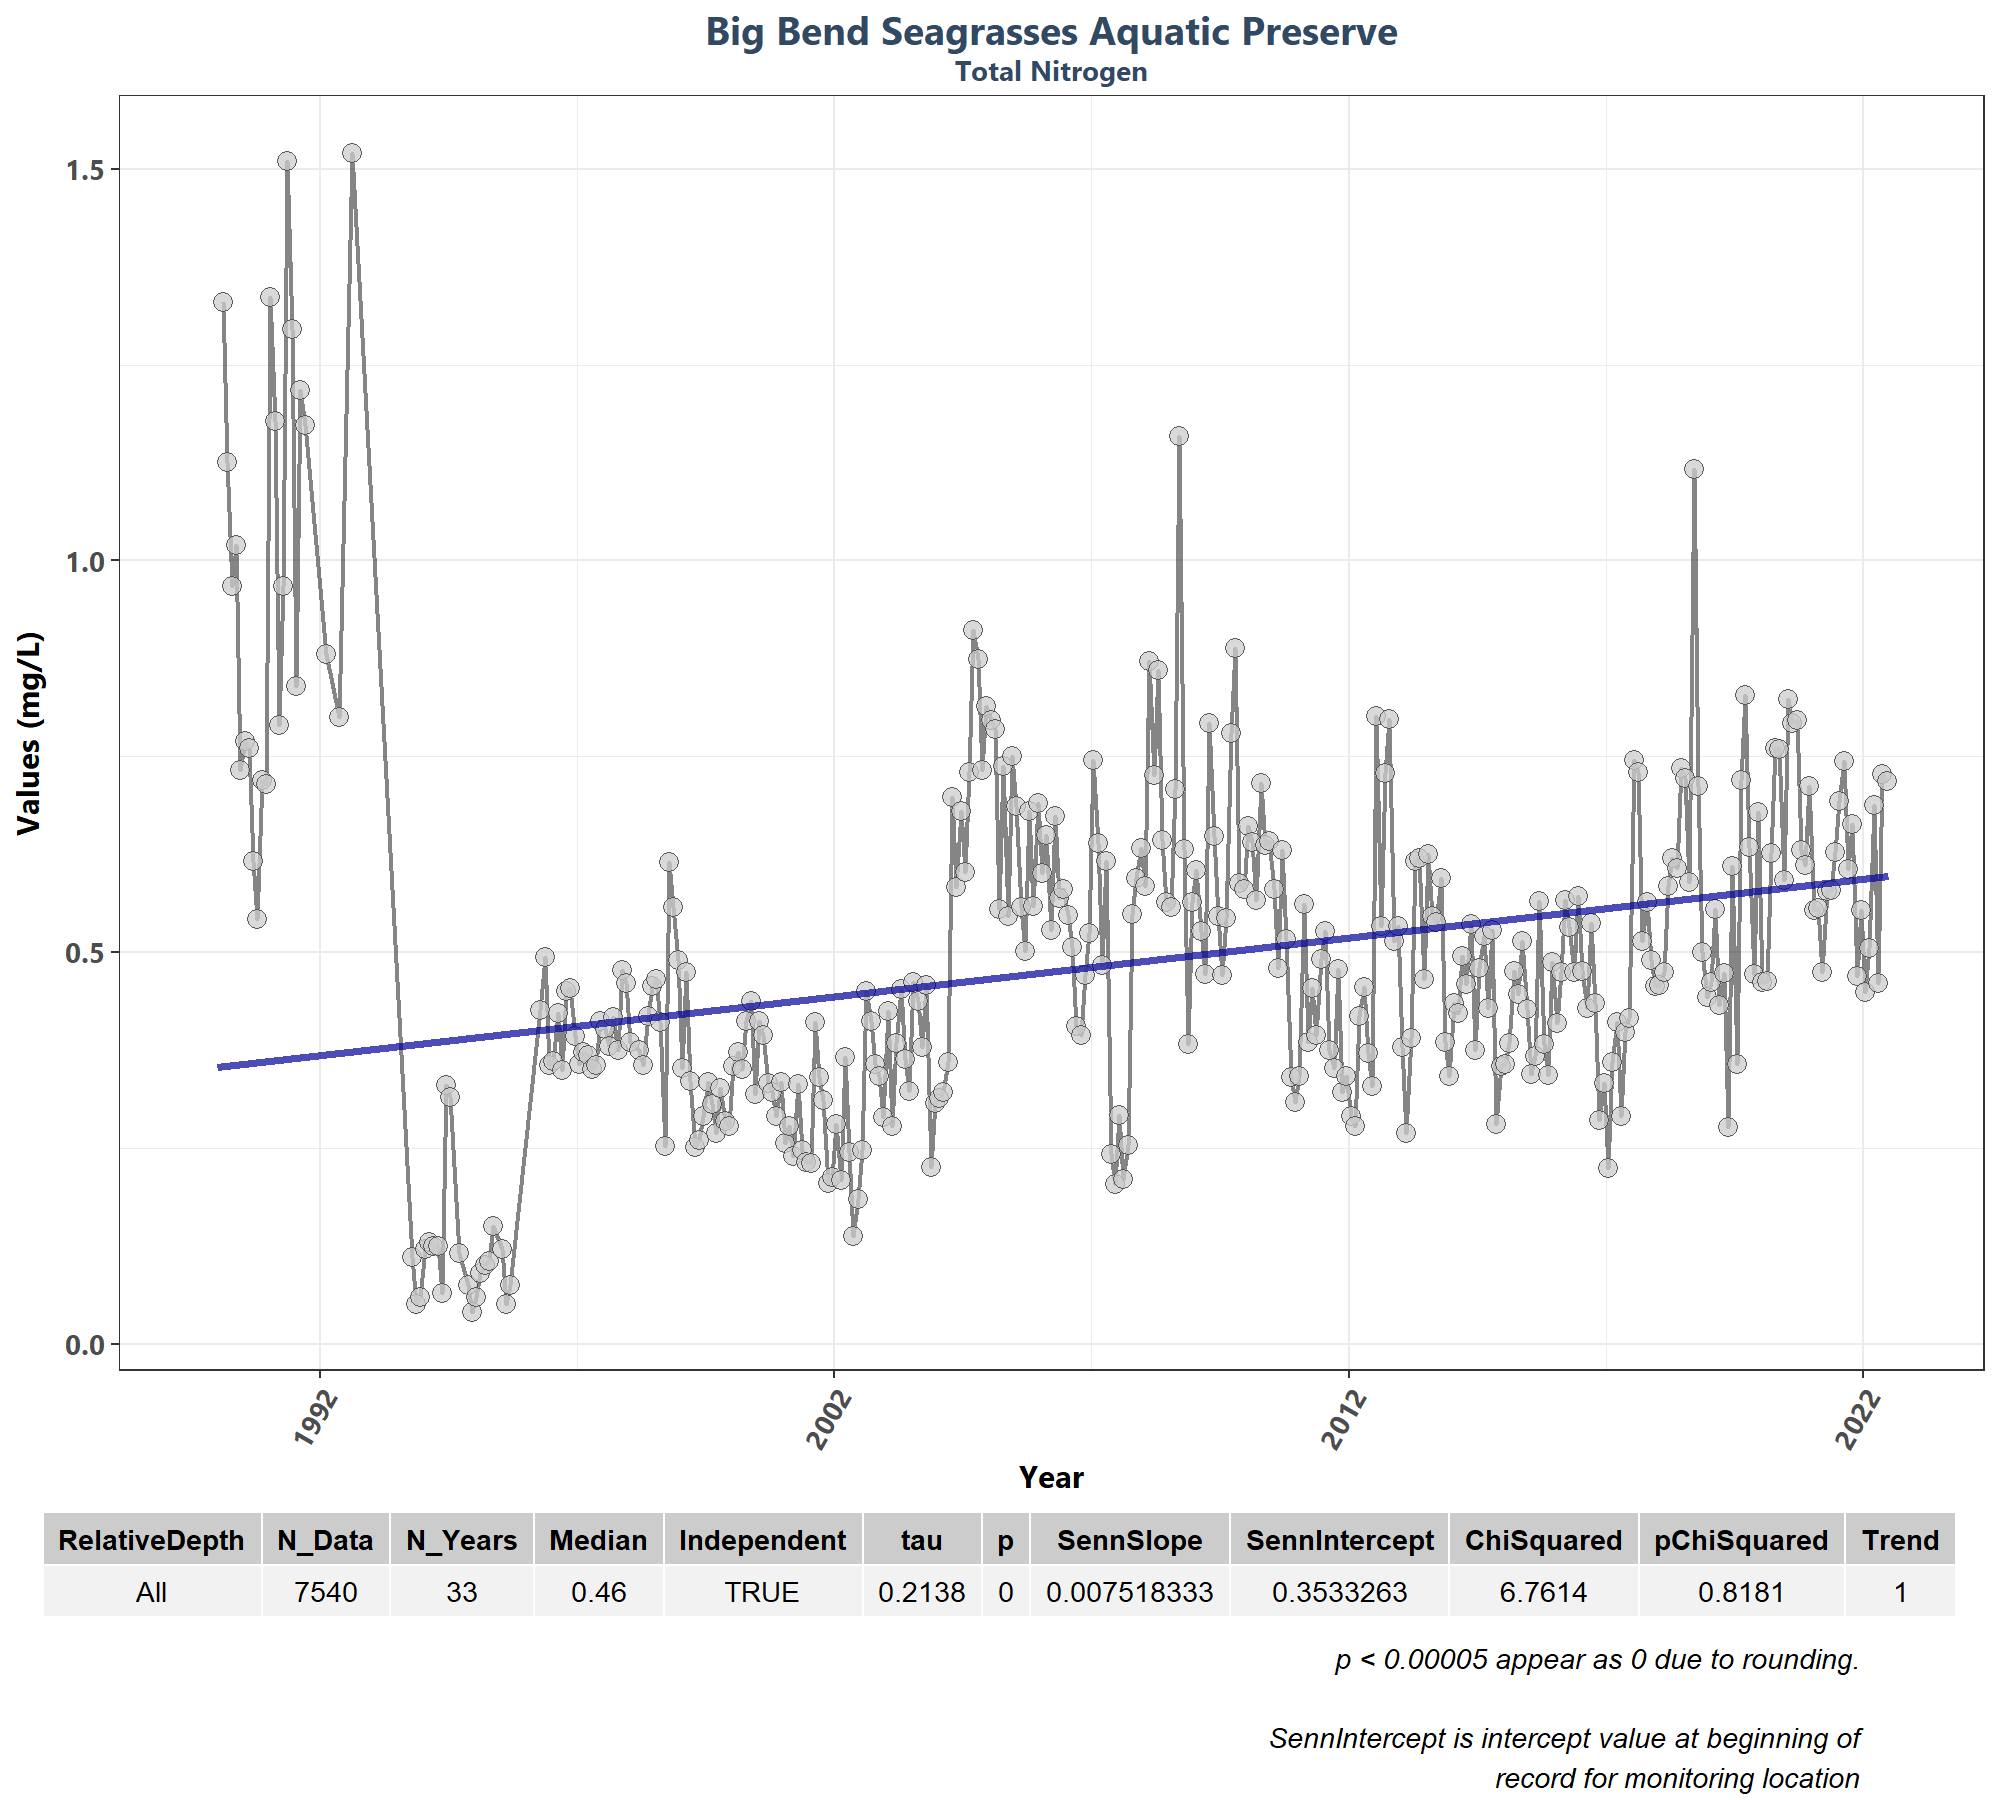 Big Bend Seagrasses Aquatic Preserve
Total Nitrogen
Values (mg/L)
1.5
1.0
0.5
0.0
1992 2002 2012 2022
Year
RelativeDepth N_Data N_Years Median Independent tau p SennSlope SennIntercept ChiSquared pChiSquared Trend
All 7540 33 0.46 TRUE 0.2138 0 0.007518333 0.3533263 6.7614 0.8181 1
p < 0.00005 appear as 0 due to rounding.
SennIntercept is intercept value at beginning of
record for monitoring location